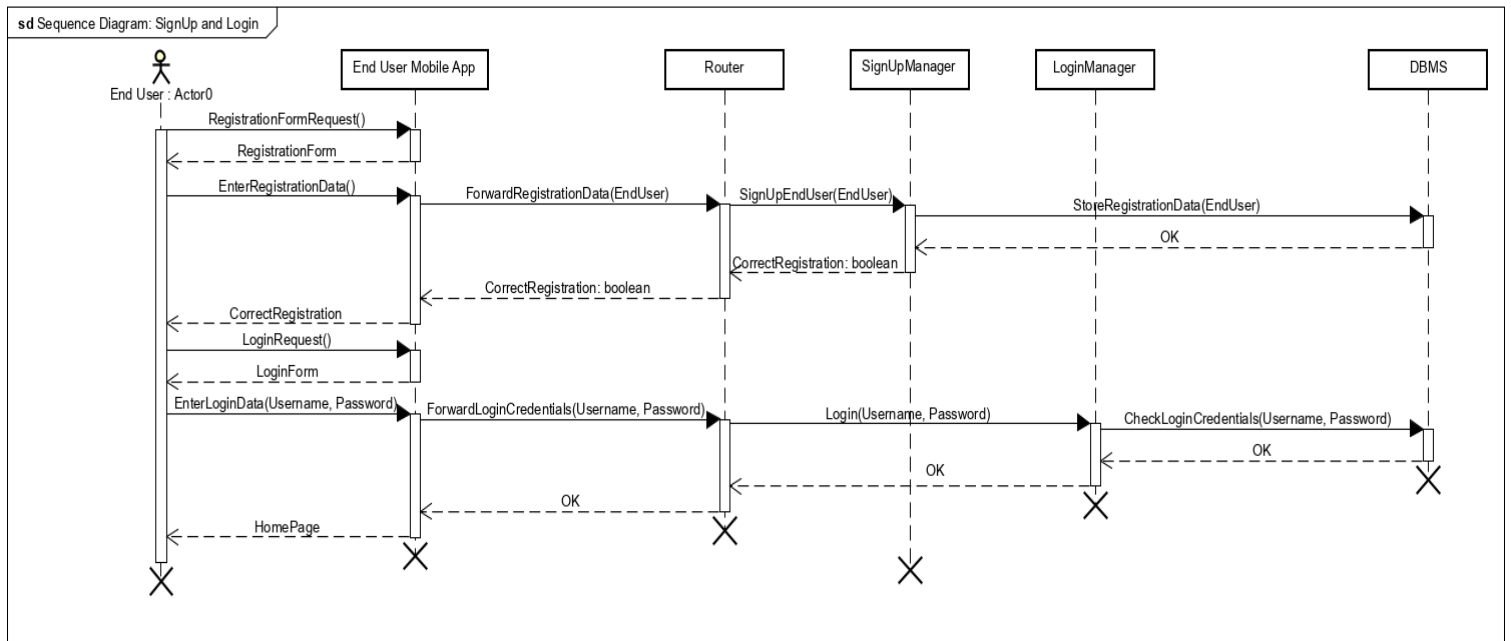 sd Sequence Diagram: SignUp and Login
End User : Actor0
End User Mobile App
Router
SignUpManager
LoginManager
DBMS
RegistrationFormRequest()
RegistrationForm
EnterRegistrationData()
ForwardRegistrationData(EndUser)
SignUpEndUser(EndUser)
StoreRegistrationData(EndUser)
OK
CorrectRegistration: boolean
CorrectRegistration: boolean
CorrectRegistration
LoginRequest()
LoginForm
EnterLoginData(Username, Password)
ForwardLoginCredentials(Username, Password)
Login(Username, Password)
CheckLoginCredentials(Username, Password)
OK
OK
OK
HomePage